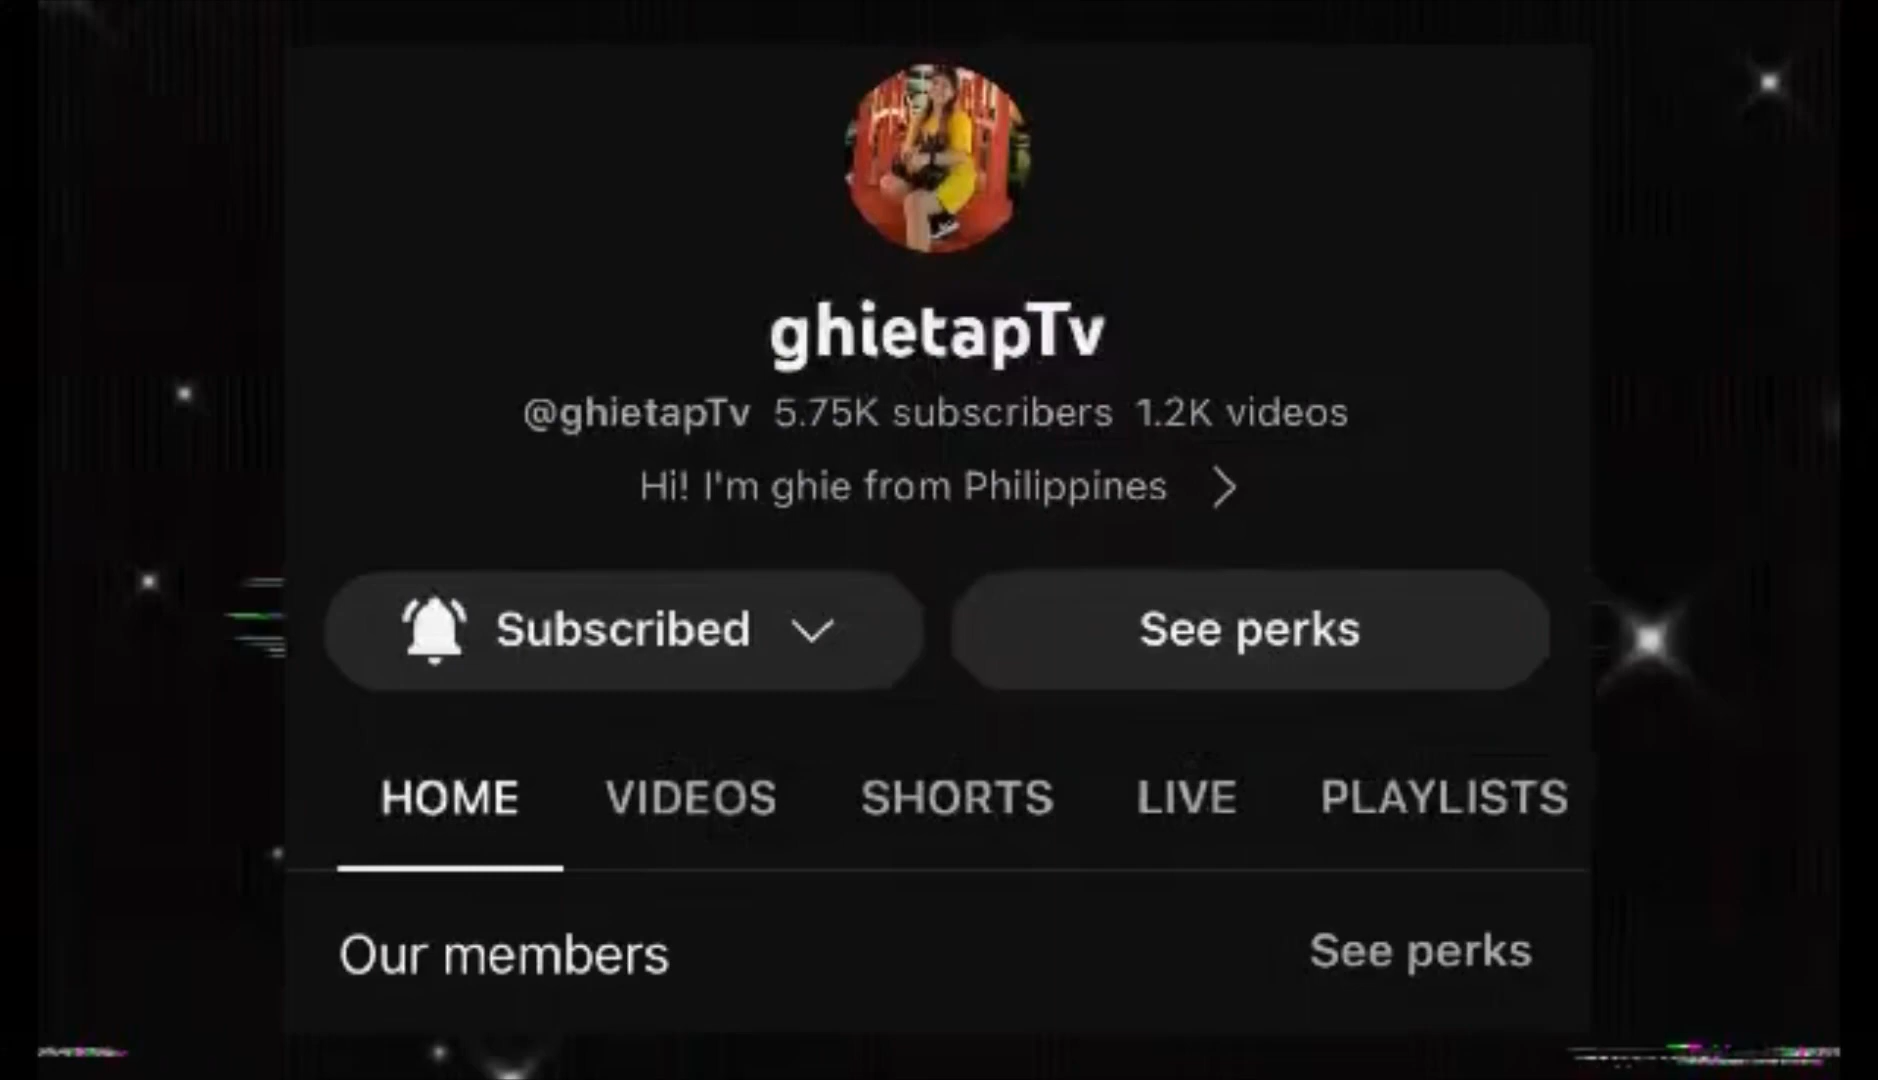 ghietapTv
@ghietapTv 5.75K subscribers 1.2K videos
Hi! I'm ghie from Philippines
Subscribed
See perks
HOME VIDEOS SHORTS LIVE PLAYLISTS
Our members
See perks